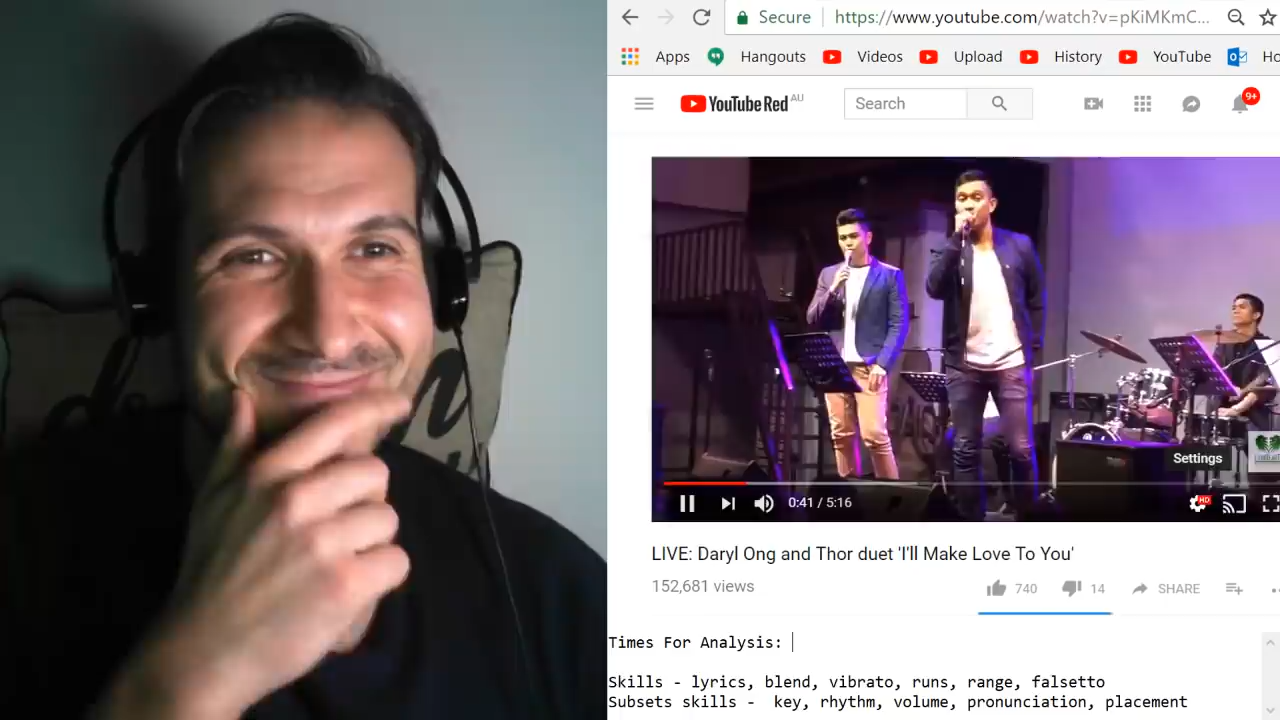 Secure https://www.youtube.com/watch?v=pKiMKmC...
Apps Hangouts Videos Upload History YouTube Ho
YouTube Red AU Search 9+
Settings
HD
0:41 / 5:16
LIVE: Daryl Ong and Thor duet 'I'll Make Love To You'
152,681 views 740 14 SHARE
Times For Analysis:
Skills - lyrics, blend, vibrato, runs, range, falsetto
Subsets skills - key, rhythm, volume, pronunciation, placement